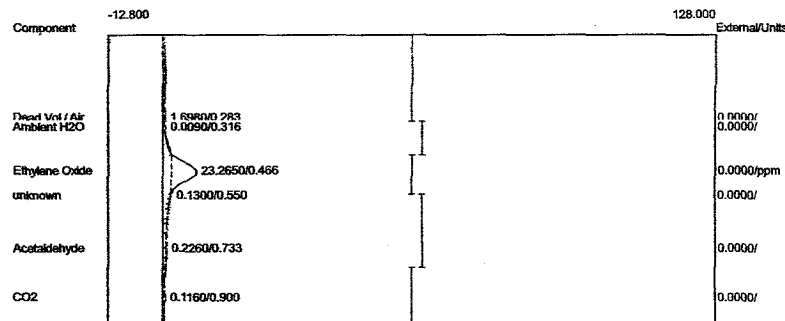 -12.800 128.000
Component External/Units
Dead Vol / Air 1.6980/0.283 0.0000/
Ambient H2O 0.0090/0.316 0.0000/
Ethylene Oxide 23.2650/0.466 0.0000/ppm
unknown 0.1300/0.550 0.0000/
Acetaldehyde 0.2260/0.733 0.0000/
CO2 0.1160/0.900 0.0000/